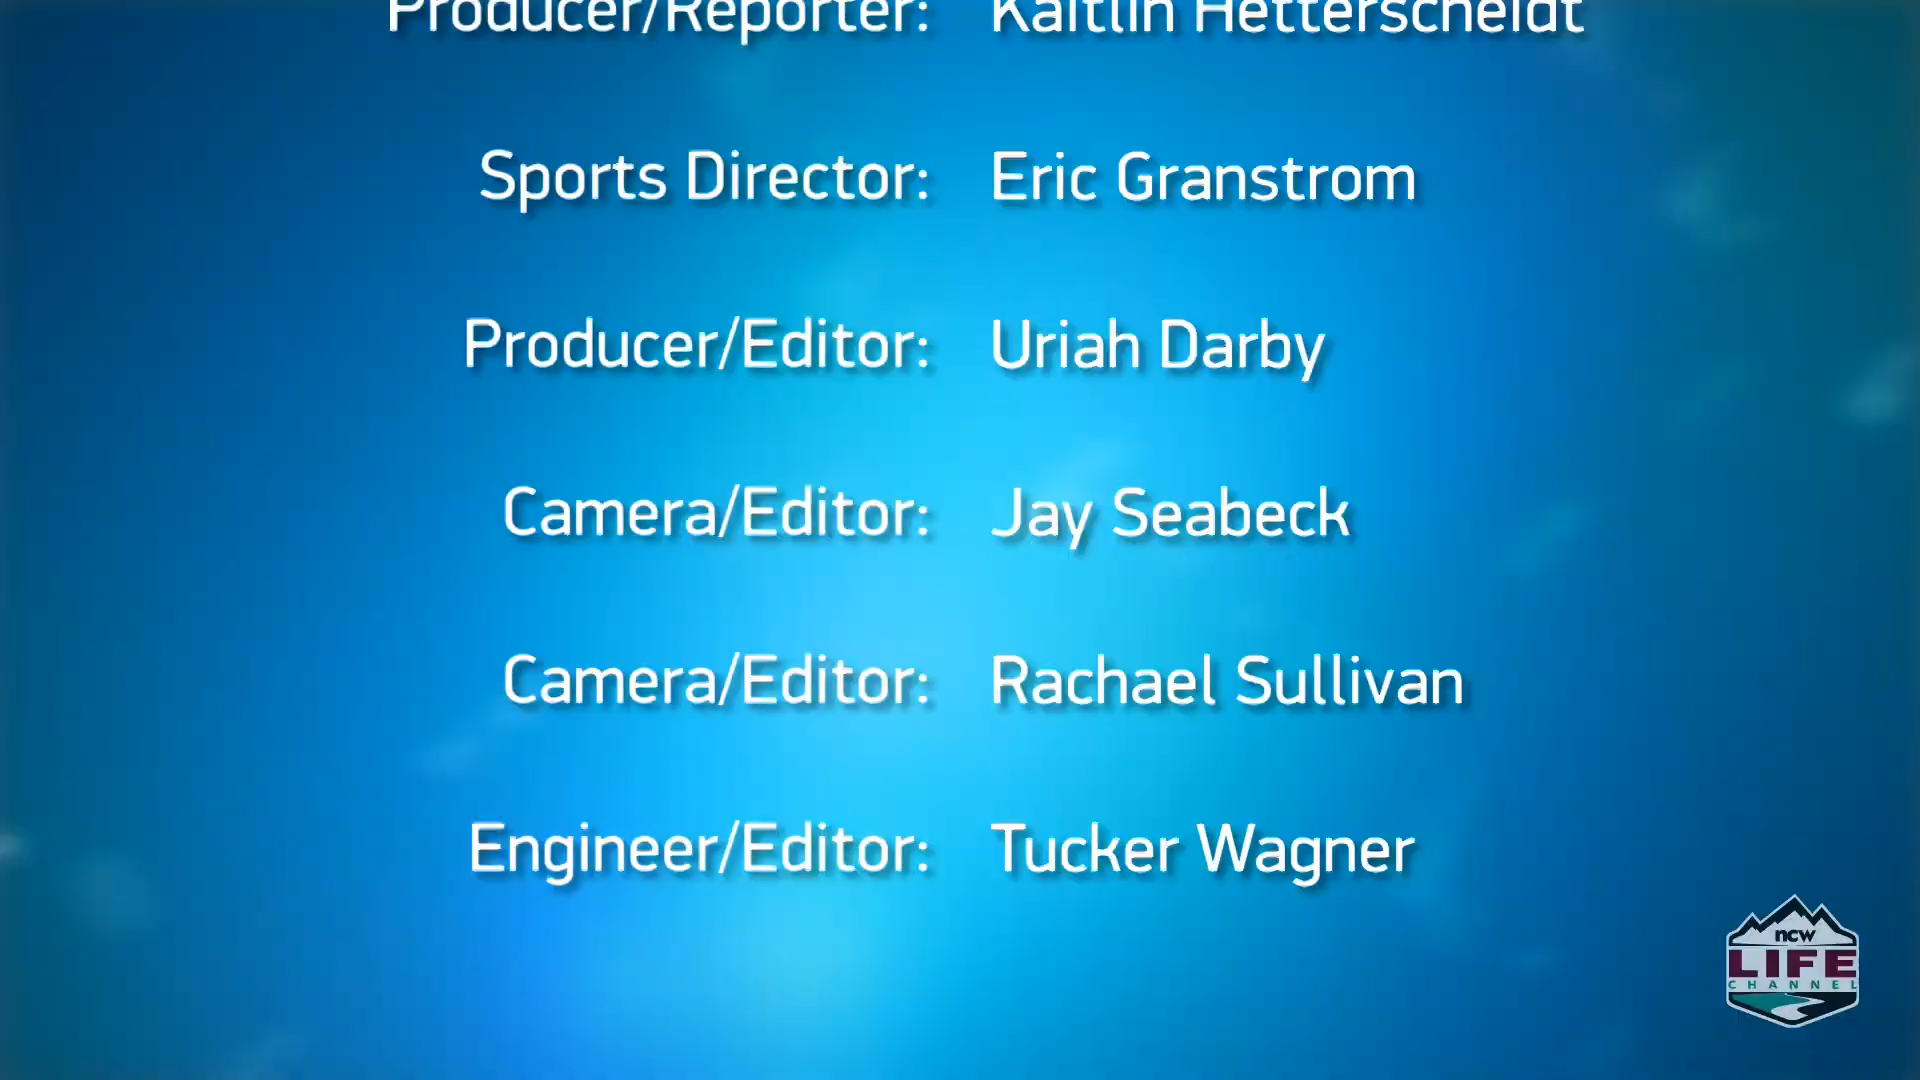 Producer/Reporter: Kaitlin Hetterscheidt
Sports Director: Eric Granstrom
Producer/Editor: Uriah Darby
Camera/Editor: Jay Seabeck
Camera/Editor: Rachael Sullivan
Engineer/Editor: Tucker Wagner
ncw
LIFE
CHANNEL